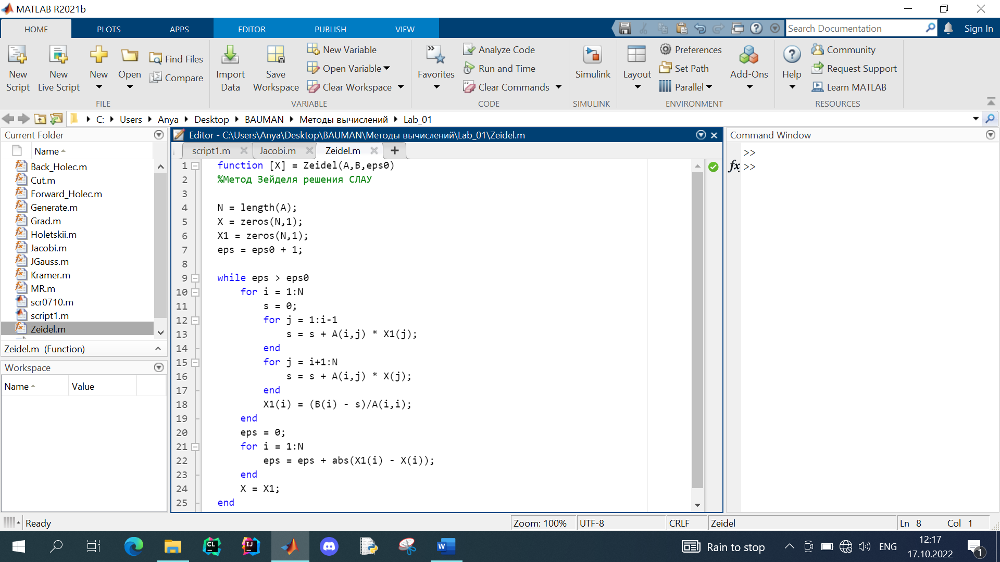 MATLAB R2021b
HOME PLOTS APPS EDITOR PUBLISH VIEW
Search Documentation
Sign In
New Script
New Live Script
New
Open
Find Files
Compare
FILE
Import Data
Save Workspace
New Variable
Open Variable
Clear Workspace
VARIABLE
Favorites
Analyze Code
Run and Time
Clear Commands
CODE
Simulink
SIMULINK
Layout
Preferences
Set Path
Parallel
Add-Ons
ENVIRONMENT
Help
Community
Request Support
Learn MATLAB
RESOURCES
C: Users Anya Desktop BAUMAN Методы вычислений Lab_01
Current Folder
Name
Back_Holec.m
Cut.m
Forward_Holec.m
Generate.m
Grad.m
Holetskii.m
Jacobi.m
JGauss.m
Kramer.m
MR.m
scr0710.m
script1.m
Zeidel.m
Zeidel.m (Function)
Workspace
Name Value
Editor - C:\Users\Anya\Desktop\BAUMAN\Методы вычислений\Lab_01\Zeidel.m
script1.m Jacobi.m Zeidel.m +
1 function [X] = Zeidel(A,B,eps0)
2 %Метод Зейделя решения СЛАУ
3
4 N = length(A);
5 X = zeros(N,1);
6 X1 = zeros(N,1);
7 eps = eps0 + 1;
8
9 while eps > eps0
10 for i = 1:N
11 s = 0;
12 for j = 1:i-1
13 s = s + A(i,j) * X1(j);
14 end
15 for j = i+1:N
16 s = s + A(i,j) * X(j);
17 end
18 X1(i) = (B(i) - s)/A(i,i);
19 end
20 eps = 0;
21 for i = 1:N
22 eps = eps + abs(X1(i) - X(i));
23 end
24 X = X1;
25 end
Command Window
>>
fx >>
Ready
Zoom: 100% UTF-8 CRLF Zeidel Ln 8 Col 1
CL
IJ
W
Rain to stop
ENG
12:17
17.10.2022
1